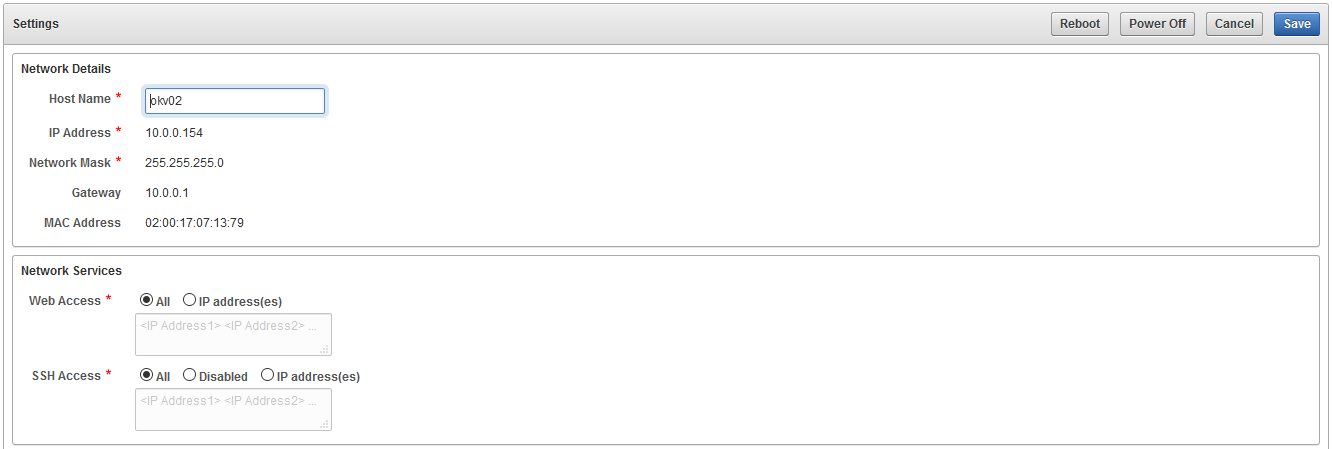 Settings Reboot Power Off Cancel Save
Network Details
Host Name * okv02
IP Address * 10.0.0.154
Network Mask * 255.255.255.0
Gateway 10.0.0.1
MAC Address 02:00:17:07:13:79
Network Services
Web Access * All IP address(es)
<IP Address1> <IP Address2> ...
SSH Access * All Disabled IP address(es)
<IP Address1> <IP Address2> ...